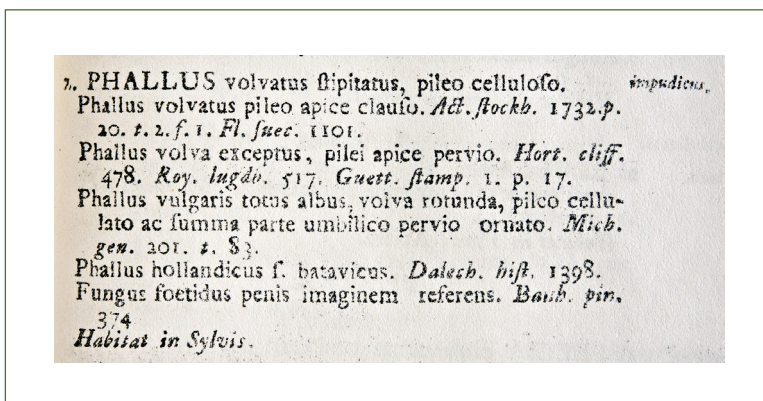 2. PHALLUS volvatus ſtipitatus, pileo celluloſo. impudicus.
Phallus volvatus pileo apice clauſo. Act. ſtockh. 1732. p.
20. t. 2. f. 1. Fl. ſuec. 1101.
Phallus volva exceptus, pilei apice pervio. Hort. cliff.
478. Roy. lugdb. 517. Guett. ſtamp. 1. p. 17.
Phallus vulgaris totus albus, volva rotunda, pileo cellu-
lato ac ſumma parte umbilico pervio ornato. Mich.
gen. 201. t. 83.
Phallus hollandicus ſ. batavicus. Dalech. hiſt. 1398.
Fungus foetidus penis imaginem referens. Bauh. pin.
374
Habitat in Sylvis.